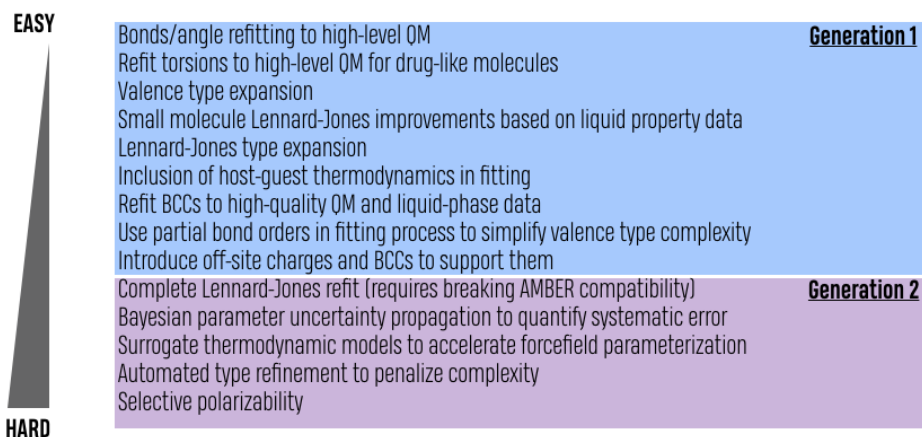 EASY
Bonds/angle refitting to high-level QM
Generation 1
Refit torsions to high-level QM for drug-like molecules
Valence type expansion
Small molecule Lennard-Jones improvements based on liquid property data
Lennard-Jones type expansion
Inclusion of host-guest thermodynamics in fitting
Refit BCCs to high-quality QM and liquid-phase data
Use partial bond orders in fitting process to simplify valence type complexity
Introduce off-site charges and BCCs to support them
Complete Lennard-Jones refit (requires breaking AMBER compatibility)
Generation 2
Bayesian parameter uncertainty propagation to quantify systematic error
Surrogate thermodynamic models to accelerate forcefield parameterization
Automated type refinement to penalize complexity
Selective polarizability
HARD